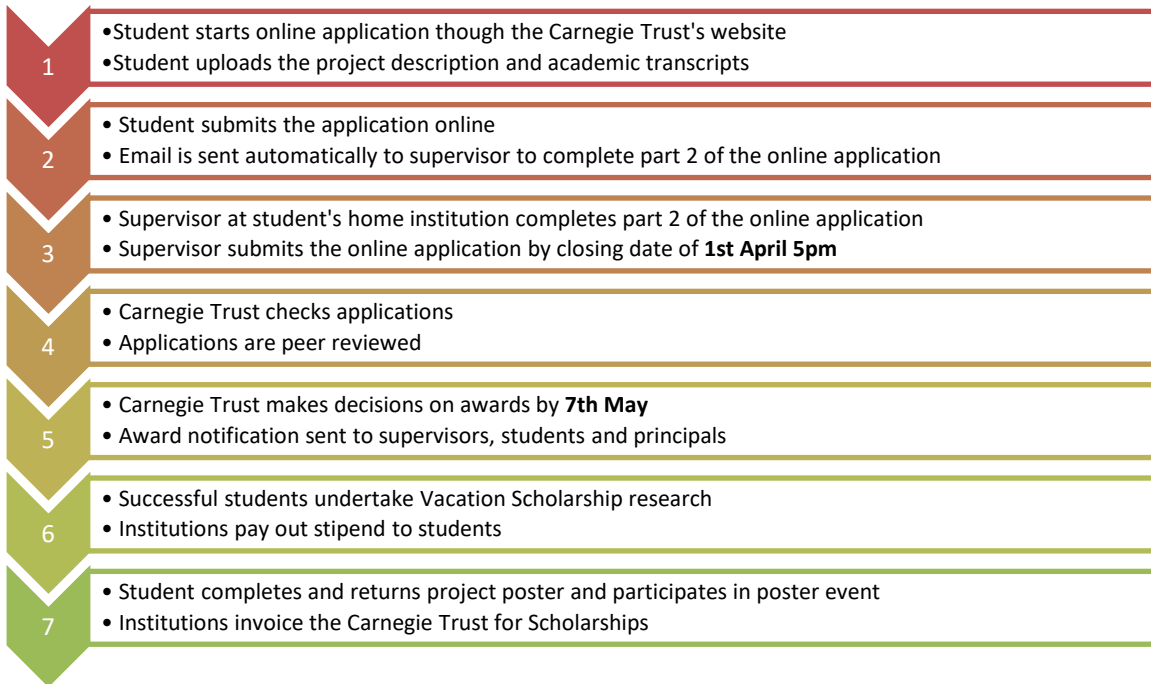 1
•Student starts online application though the Carnegie Trust's website
•Student uploads the project description and academic transcripts
2
• Student submits the application online
• Email is sent automatically to supervisor to complete part 2 of the online application
3
• Supervisor at student's home institution completes part 2 of the online application
• Supervisor submits the online application by closing date of 1st April 5pm
4
• Carnegie Trust checks applications
• Applications are peer reviewed
5
• Carnegie Trust makes decisions on awards by 7th May
• Award notification sent to supervisors, students and principals
6
• Successful students undertake Vacation Scholarship research
• Institutions pay out stipend to students
7
• Student completes and returns project poster and participates in poster event
• Institutions invoice the Carnegie Trust for Scholarships